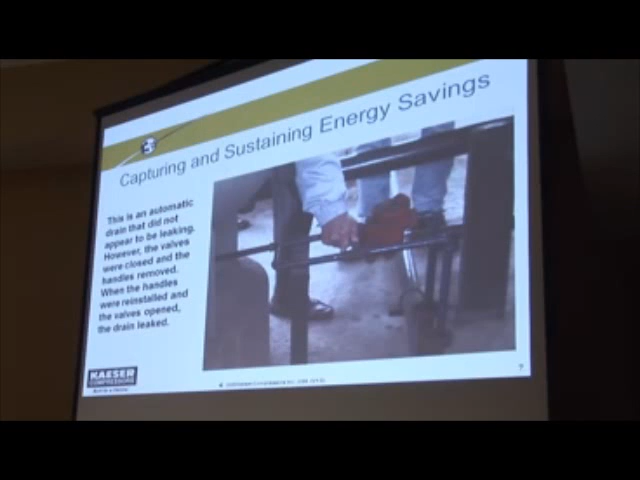 Capturing and Sustaining Energy Savings
This is an automatic
drain that did not
appear to be leaking.
However, the valves
were closed and the
handles removed.
When the handles
were reinstalled and
the valves opened,
the drain leaked.
KAESER
COMPRESSORS
7